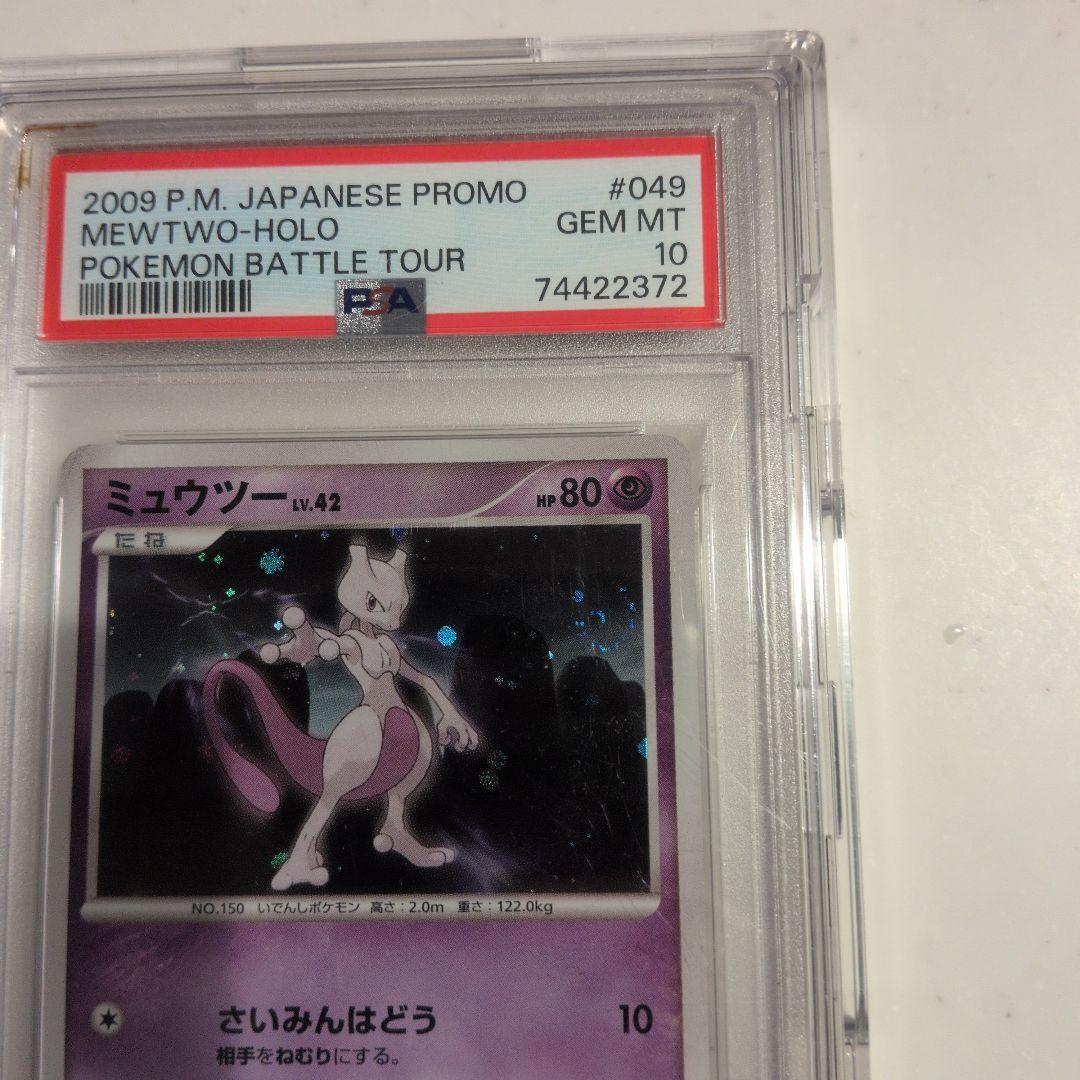 2009 P.M. JAPANESE PROMO #049
MEWTWO-HOLO GEM MT
POKEMON BATTLE TOUR 10
PSA 74422372
ミュウツー LV.42 HP 80
たね
NO.150 いでんしポケモン 高さ:2.0m 重さ:122.0kg
さいみんはどう 10
相手をねむりにする。